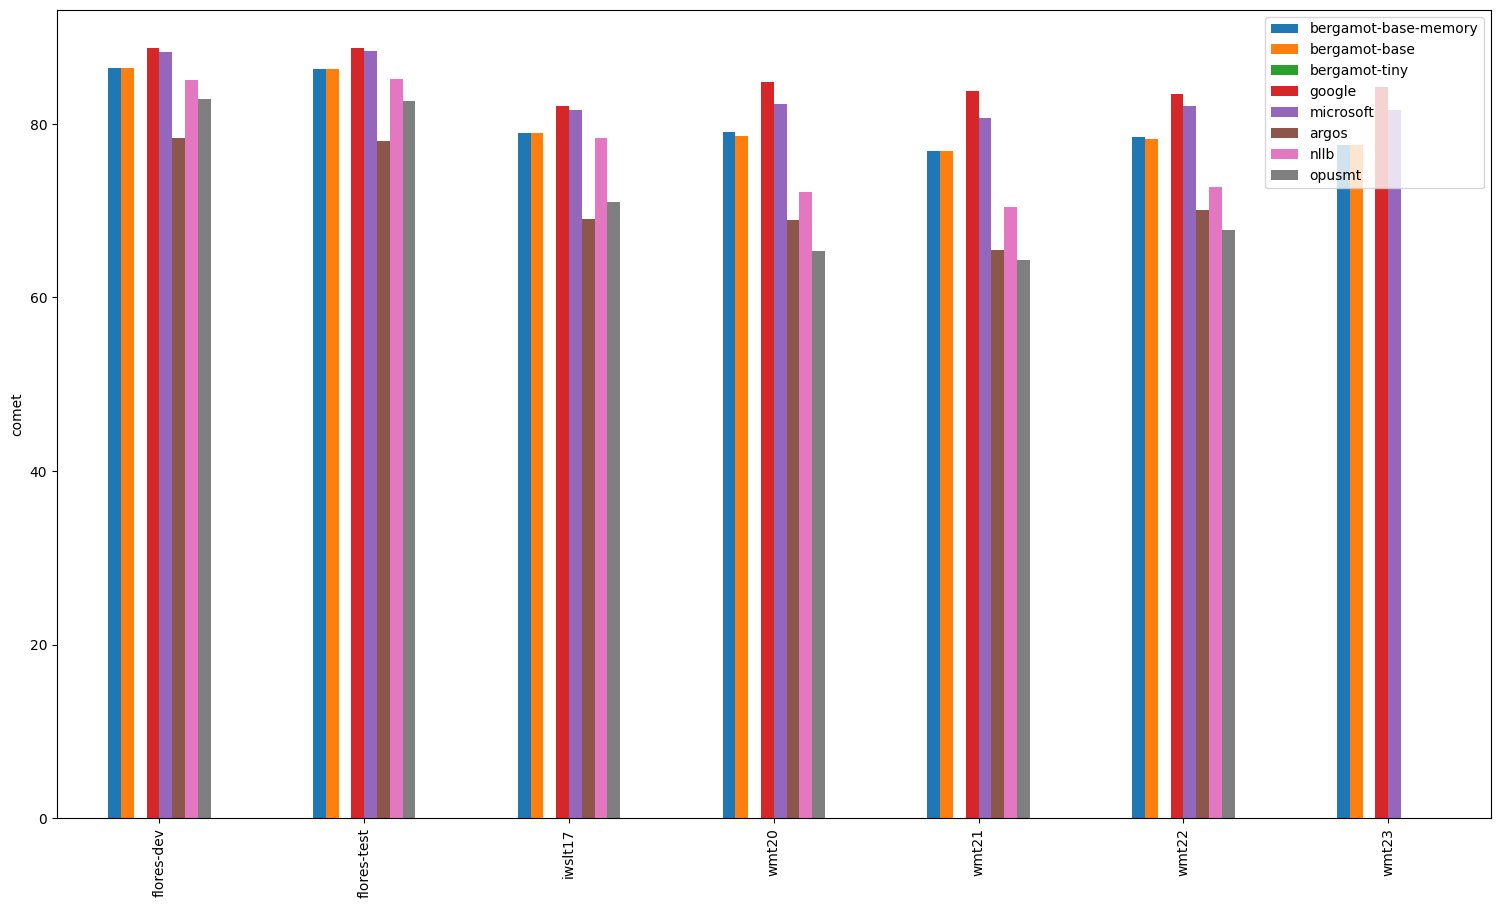 bergamot-base-memory
bergamot-base
bergamot-tiny
google
microsoft
argos
nllb
opusmt
comet
80
60
40
20
0
flores-dev
flores-test
iwslt17
wmt20
wmt21
wmt22
wmt23